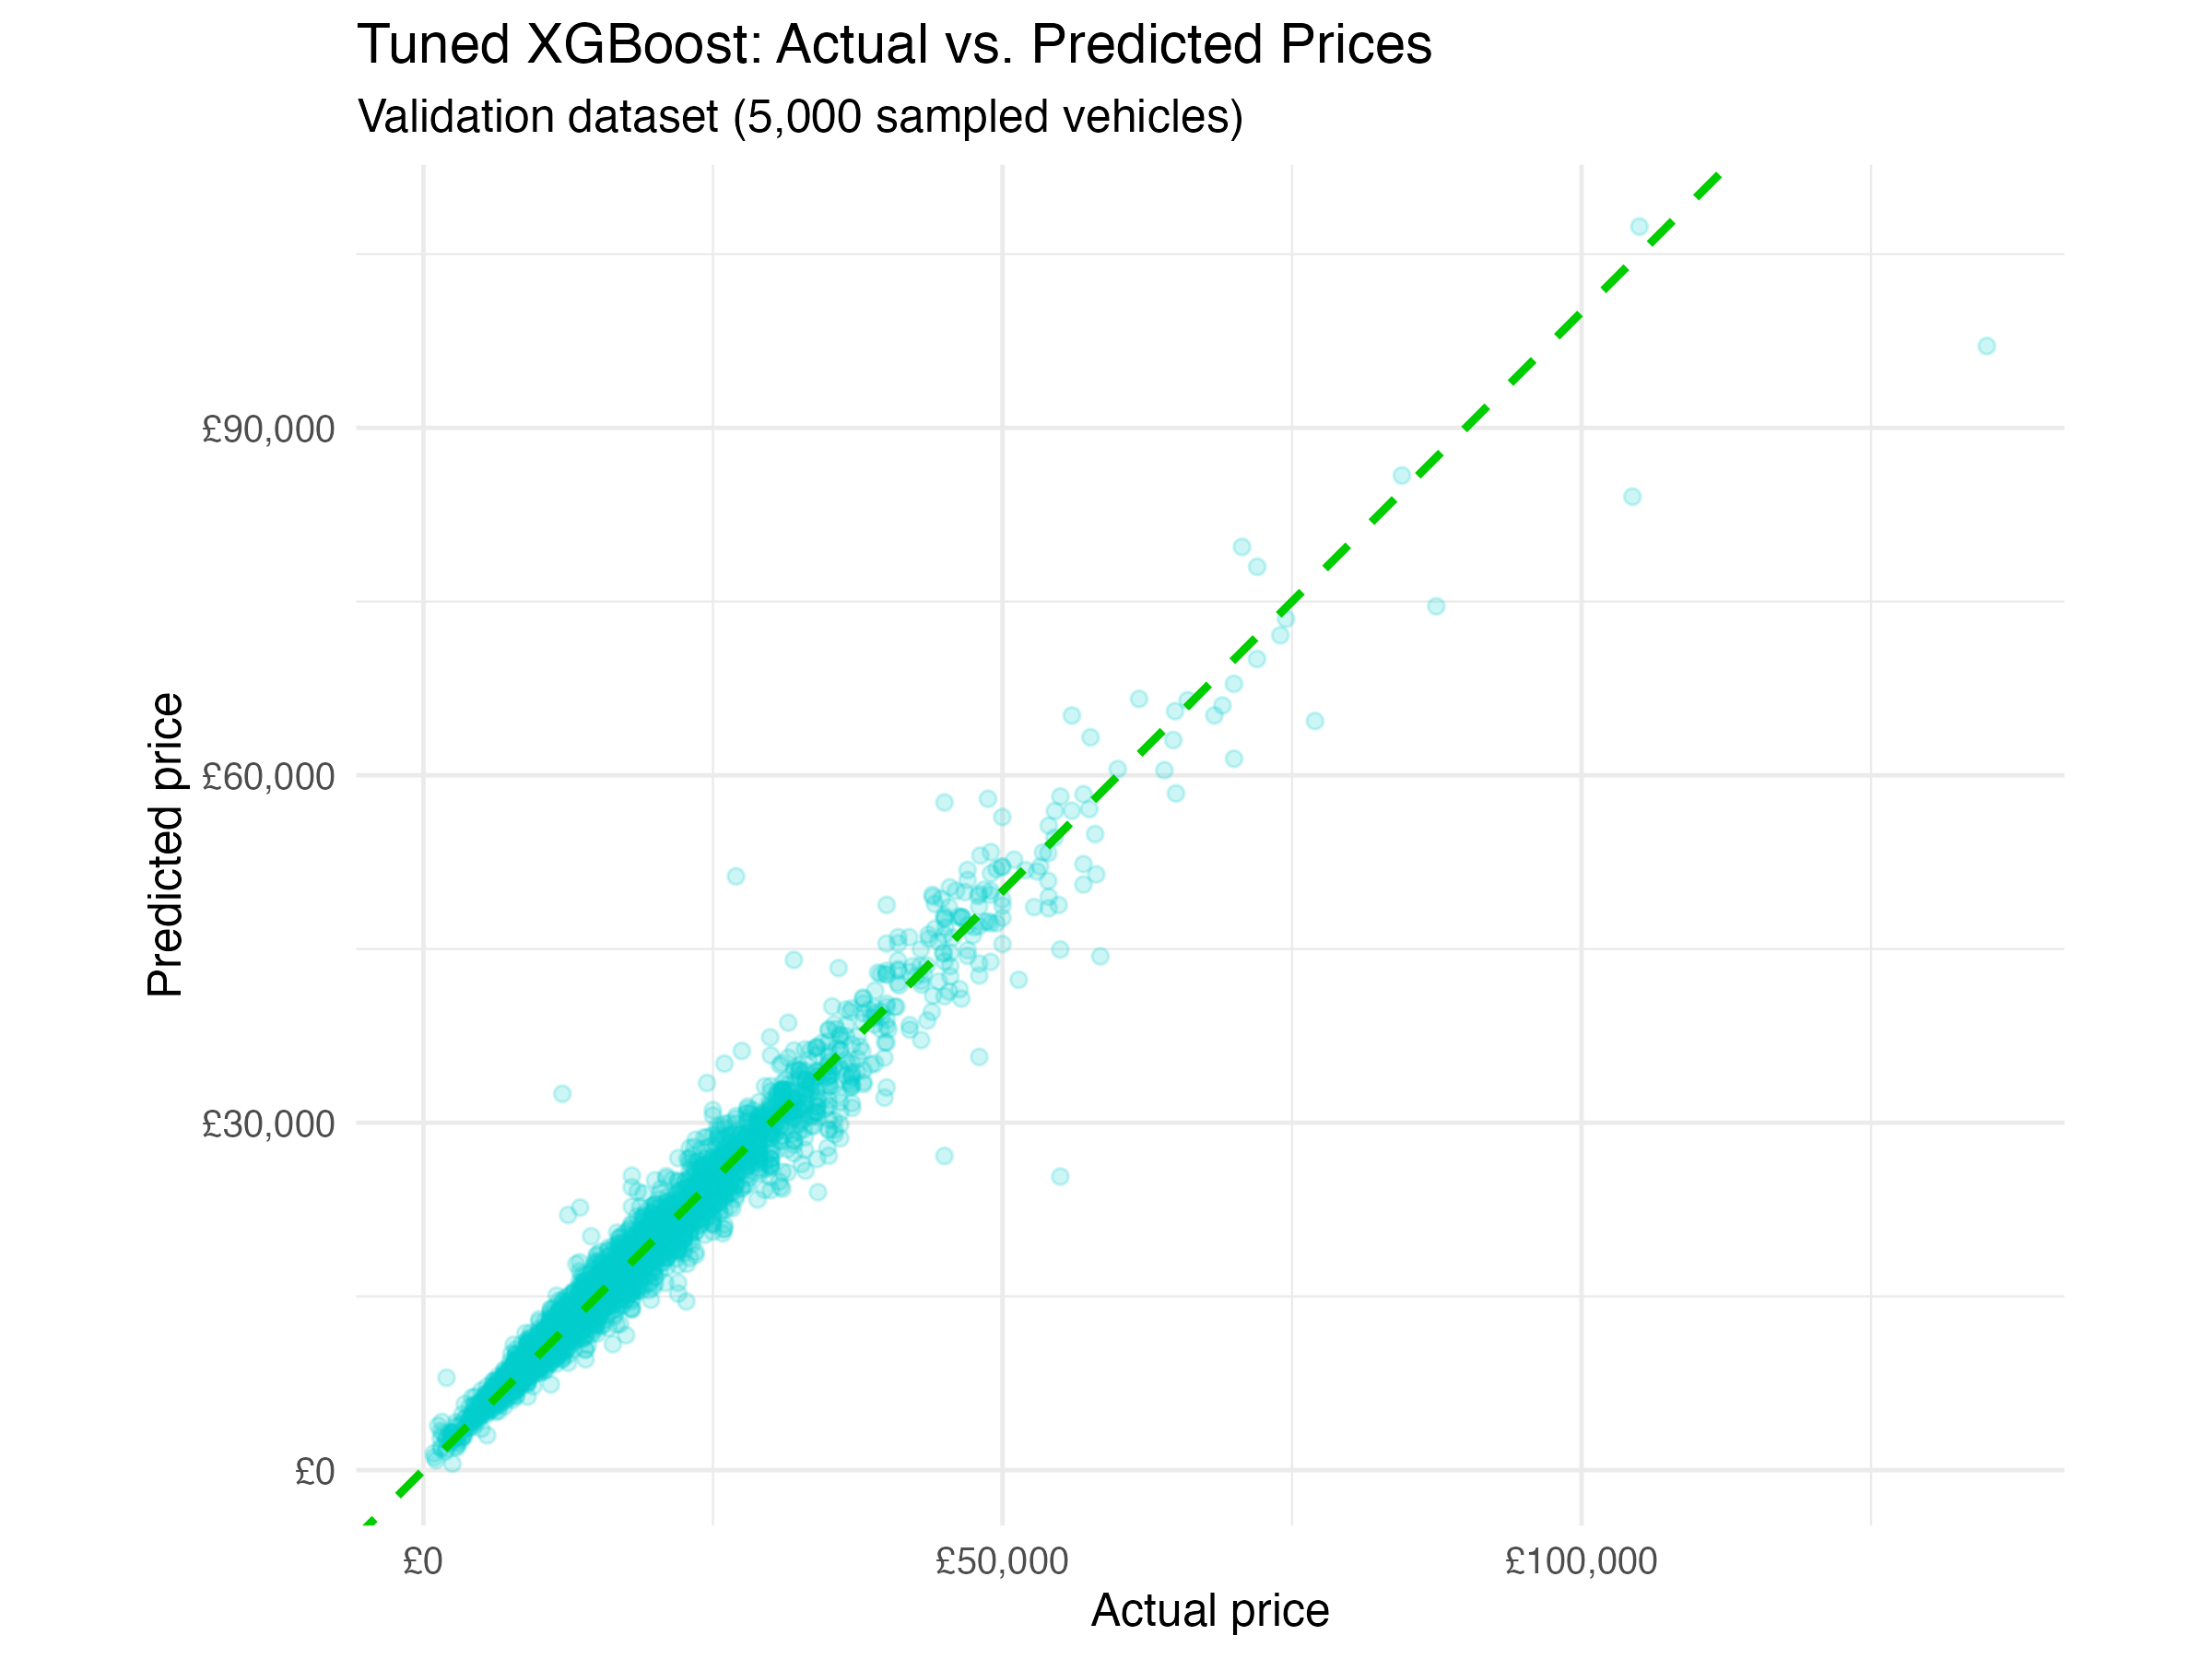 Tuned XGBoost: Actual vs. Predicted Prices
Validation dataset (5,000 sampled vehicles)
Predicted price
£90,000
£60,000
£30,000
£0
£0
£50,000
£100,000
Actual price